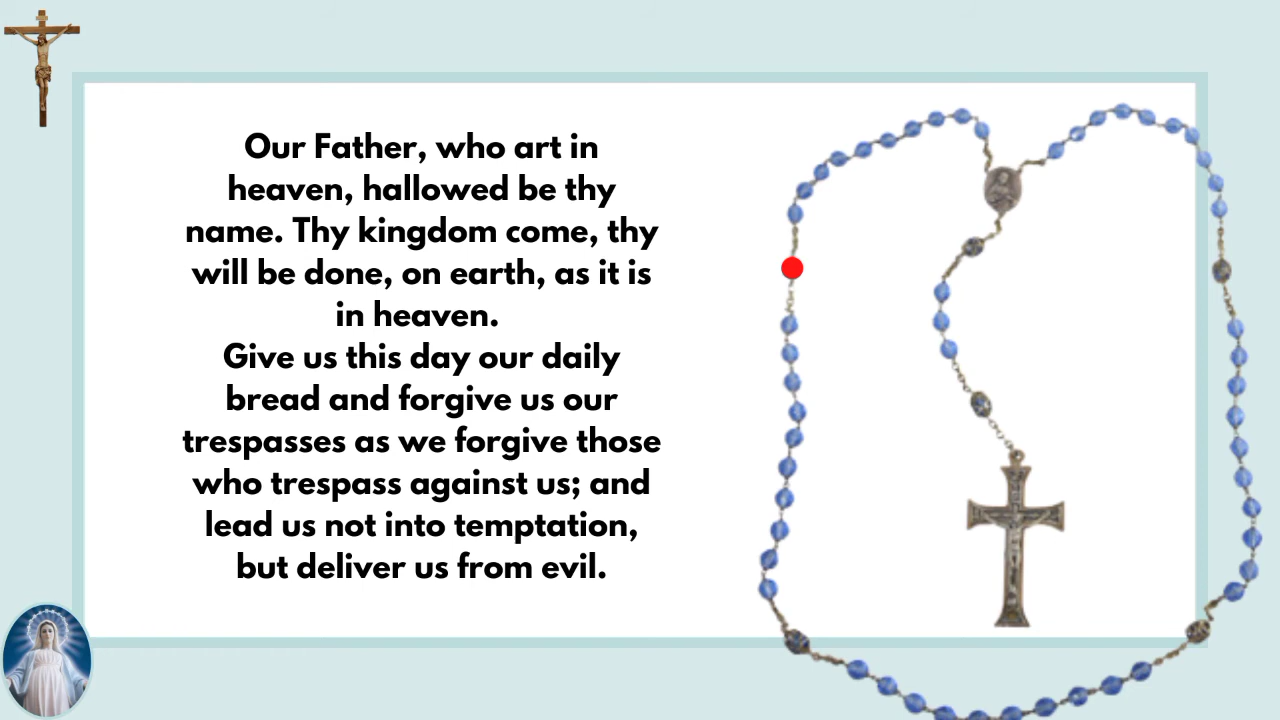 Our Father, who art in
heaven, hallowed be thy
name. Thy kingdom come, thy
will be done, on earth, as it is
in heaven.
Give us this day our daily
bread and forgive us our
trespasses as we forgive those
who trespass against us; and
lead us not into temptation,
but deliver us from evil.